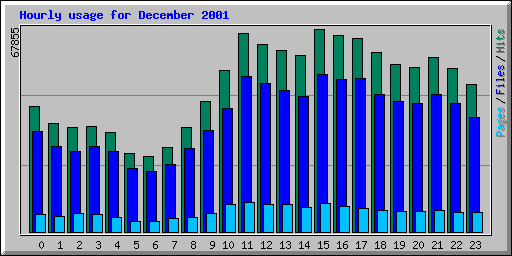 Hourly usage for December 2001
67855
Pages/Files/Hits
0 1 2 3 4 5 6 7 8 9 10 11 12 13 14 15 16 17 18 19 20 21 22 23